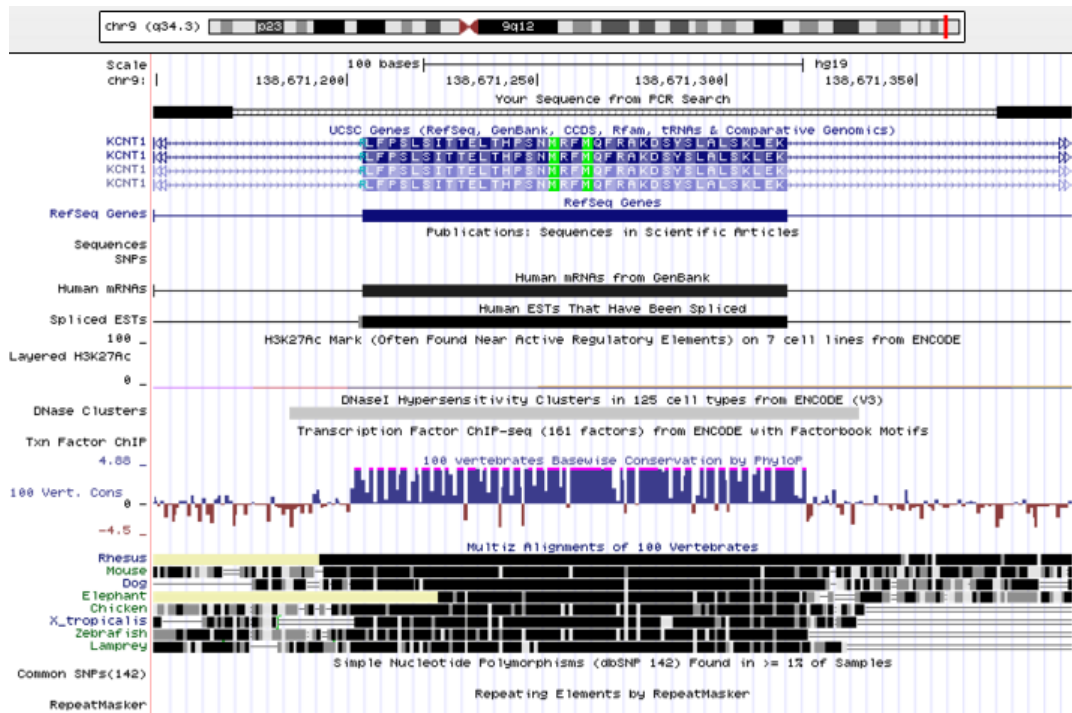 chr9 (q34.3) p23 9q12
Scale 100 bases hg19
chr9: 138,671,200 138,671,250 138,671,300 138,671,350
Your Sequence from PCR Search
UCSC Genes (RefSeq, GenBank, CCDS, Rfam, tRNAs & Comparative Genomics)
KCNT1 LFPSLSITTELTHPSNMRFMQFRAKDSYSLALSKLEK
KCNT1 LFPSLSITTELTHPSNMRFMQFRAKDSYSLALSKLEK
KCNT1 LFPSLSITTELTHPSNMRFMQFRAKDSYSLALSKLEK
KCNT1 LFPSLSITTELTHPSNMRFMQFRAKDSYSLALSKLEK
RefSeq Genes
RefSeq Genes
Publications: Sequences in Scientific Articles
Sequences
SNPs
Human mRNAs from GenBank
Human mRNAs
Human ESTs That Have Been Spliced
Spliced ESTs
100 _ H3K27Ac Mark (Often Found Near Active Regulatory Elements) on 7 cell lines from ENCODE
Layered H3K27Ac
0 _
DNaseI Hypersensitivity Clusters in 125 cell types from ENCODE (V3)
DNase Clusters
Transcription Factor ChIP-seq (161 factors) from ENCODE with Factorbook Motifs
Txn Factor ChIP
4.88 _ 100 vertebrates Basewise Conservation by PhyloP
100 Vert. Cons
0 _
-4.5 _
Multiz Alignments of 100 Vertebrates
Rhesus
Mouse
Dog
Elephant
Chicken
X_tropicalis
Zebrafish
Lamprey
Simple Nucleotide Polymorphisms (dbSNP 142) Found in >= 1% of Samples
Common SNPs(142)
Repeating Elements by RepeatMasker
RepeatMasker